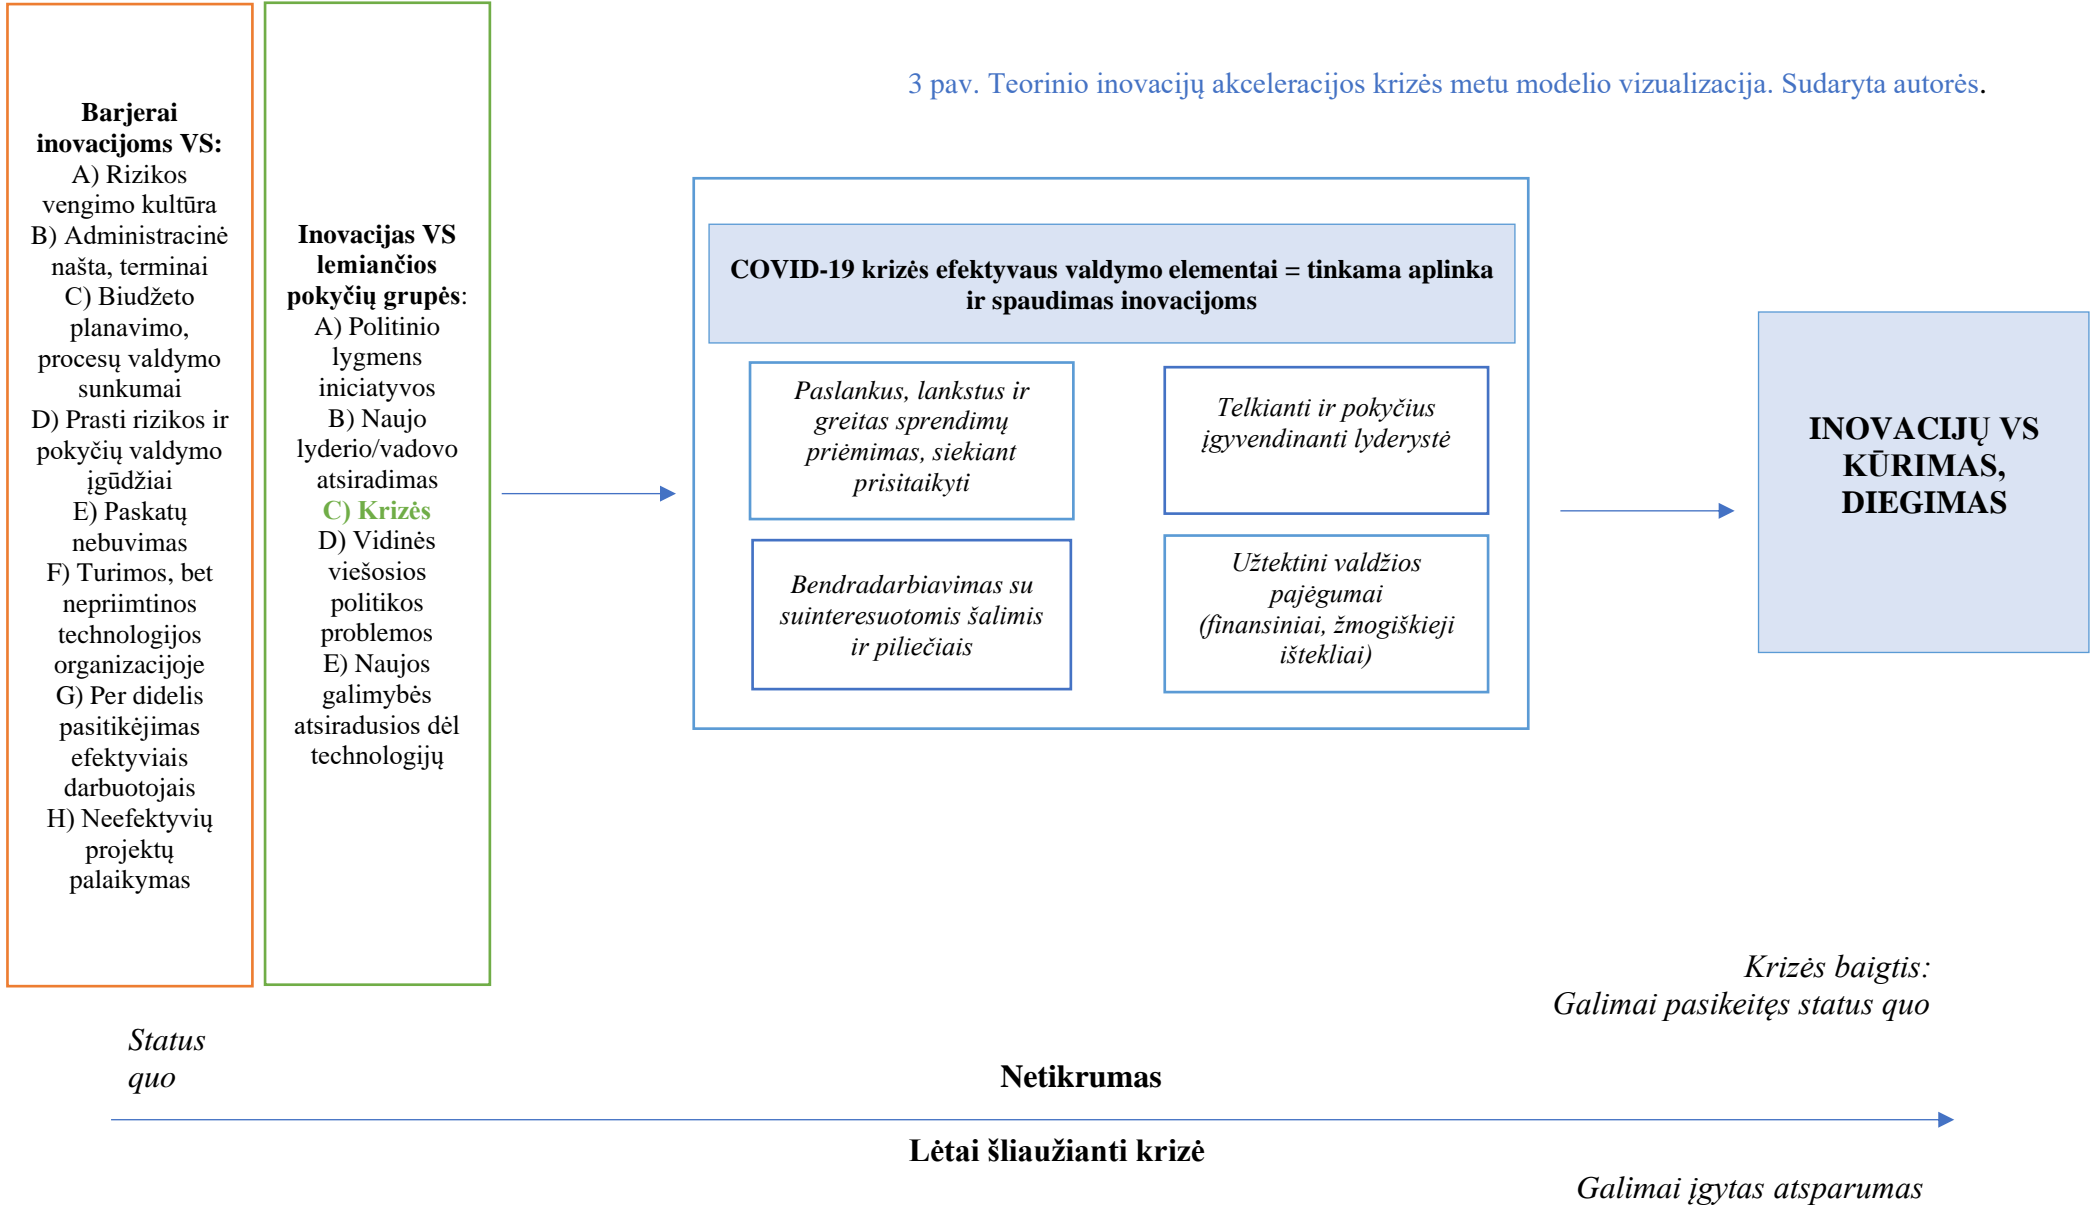 3 pav. Teorinio inovacijų akceleracijos krizės metu modelio vizualizacija. Sudaryta autorės.
Barjerai
inovacijoms VS:
A) Rizikos
vengimo kultūra
B) Administracinė
našta, terminai
C) Biudžeto
planavimo,
procesų valdymo
sunkumai
D) Prasti rizikos ir
pokyčių valdymo
įgūdžiai
E) Paskatų
nebuvimas
F) Turimos, bet
nepriimtinos
technologijos
organizacijoje
G) Per didelis
pasitikėjimas
efektyviais
darbuotojais
H) Neefektyvių
projektų
palaikymas
Inovacijas VS
lemiančios
pokyčių grupės:
A) Politinio
lygmens
iniciatyvos
B) Naujo
lyderio/vadovo
atsiradimas
C) Krizės
D) Vidinės
viešosios
politikos
problemos
E) Naujos
galimybės
atsiradusios dėl
technologijų
COVID-19 krizės efektyvaus valdymo elementai = tinkama aplinka
ir spaudimas inovacijoms
Paslankus, lankstus ir
greitas sprendimų
priėmimas, siekiant
prisitaikyti
Telkianti ir pokyčius
įgyvendinanti lyderystė
Bendradarbiavimas su
suinteresuotomis šalimis
ir piliečiais
Užtektini valdžios
pajėgumai
(finansiniai, žmogiškieji
ištekliai)
INOVACIJŲ VS
KŪRIMAS,
DIEGIMAS
Krizės baigtis:
Galimai pasikeitęs status quo
Status
quo
Netikrumas
Lėtai šliaužianti krizė
Galimai įgytas atsparumas